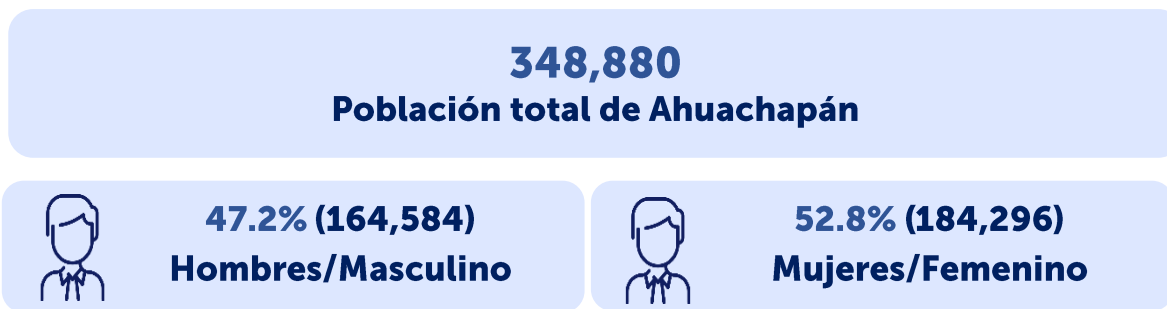 348,880
Población total de Ahuachapán
47.2% (164,584)
Hombres/Masculino
52.8% (184,296)
Mujeres/Femenino